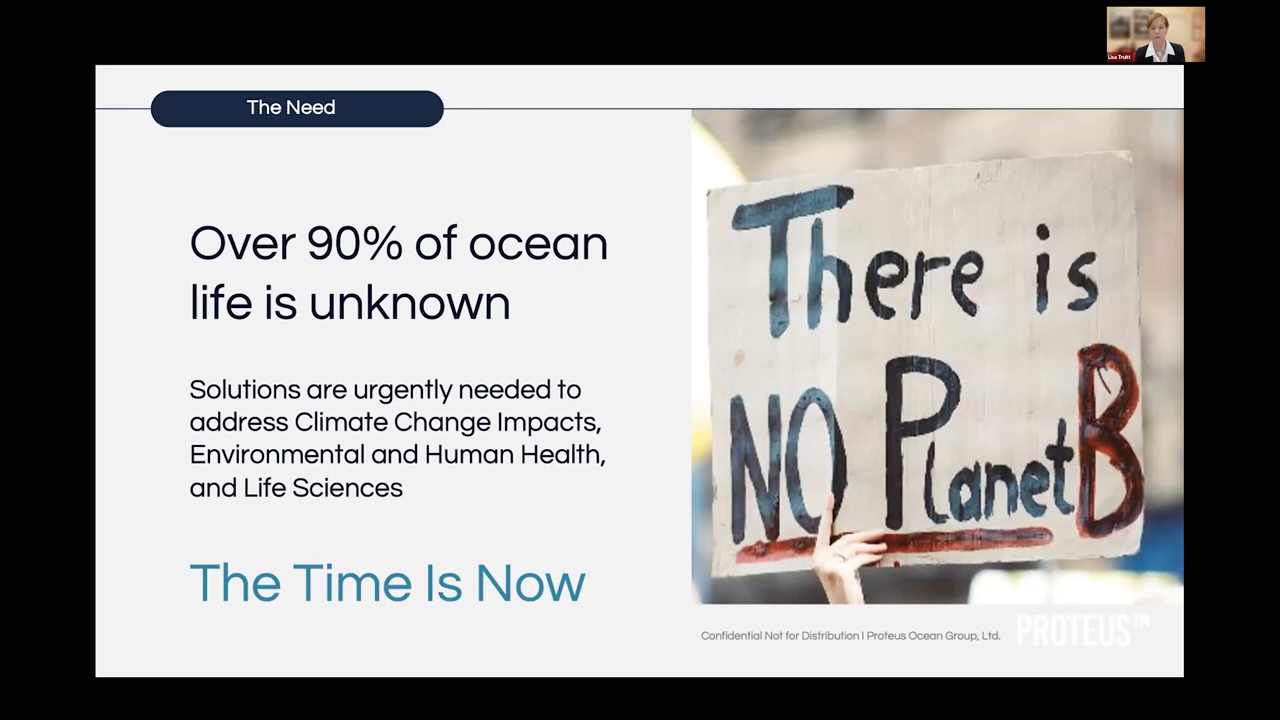 Lisa Truitt
The Need
Over 90% of ocean
life is unknown
Solutions are urgently needed to
address Climate Change Impacts,
Environmental and Human Health,
and Life Sciences
The Time Is Now
There is
NO Planet B
Confidential Not for Distribution | Proteus Ocean Group, Ltd.
PROTEUS™